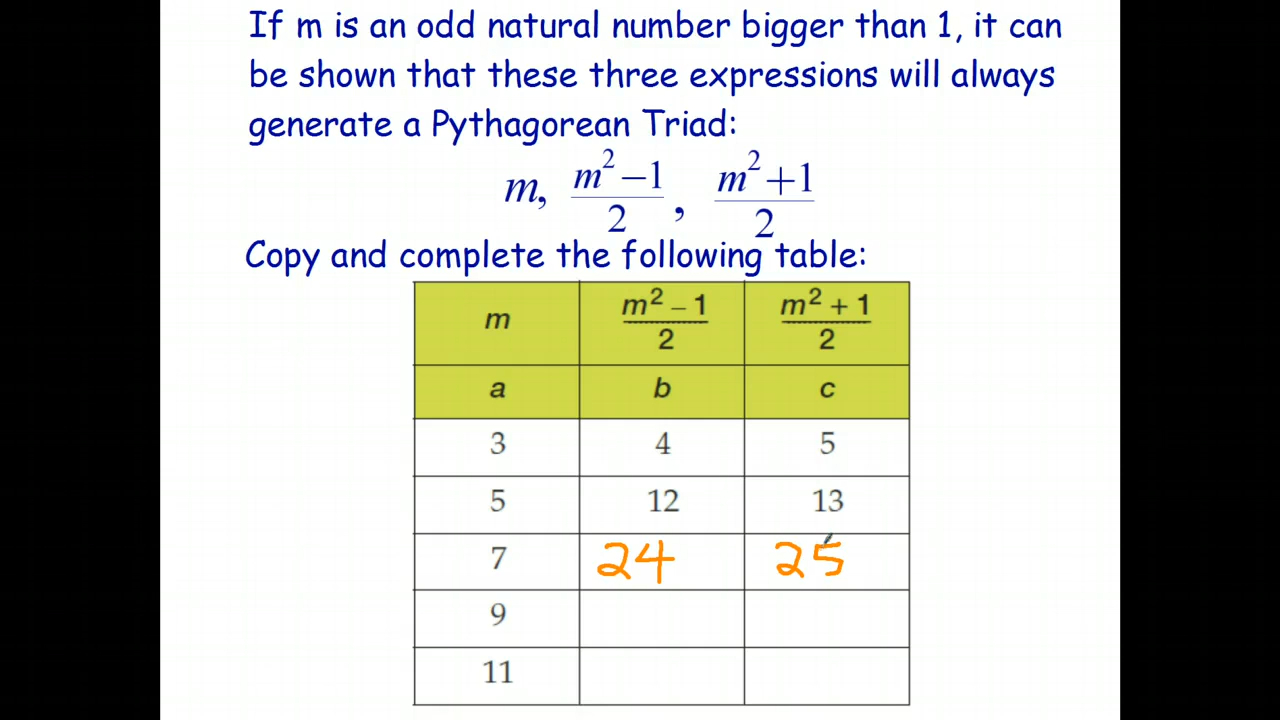 If m is an odd natural number bigger than 1, it can
be shown that these three expressions will always
generate a Pythagorean Triad:
m, (m² – 1)/2 , (m² + 1)/2
Copy and complete the following table:
m (m² – 1)/2 (m² + 1)/2
a b c
3 4 5
5 12 13
7 24 25
9
11